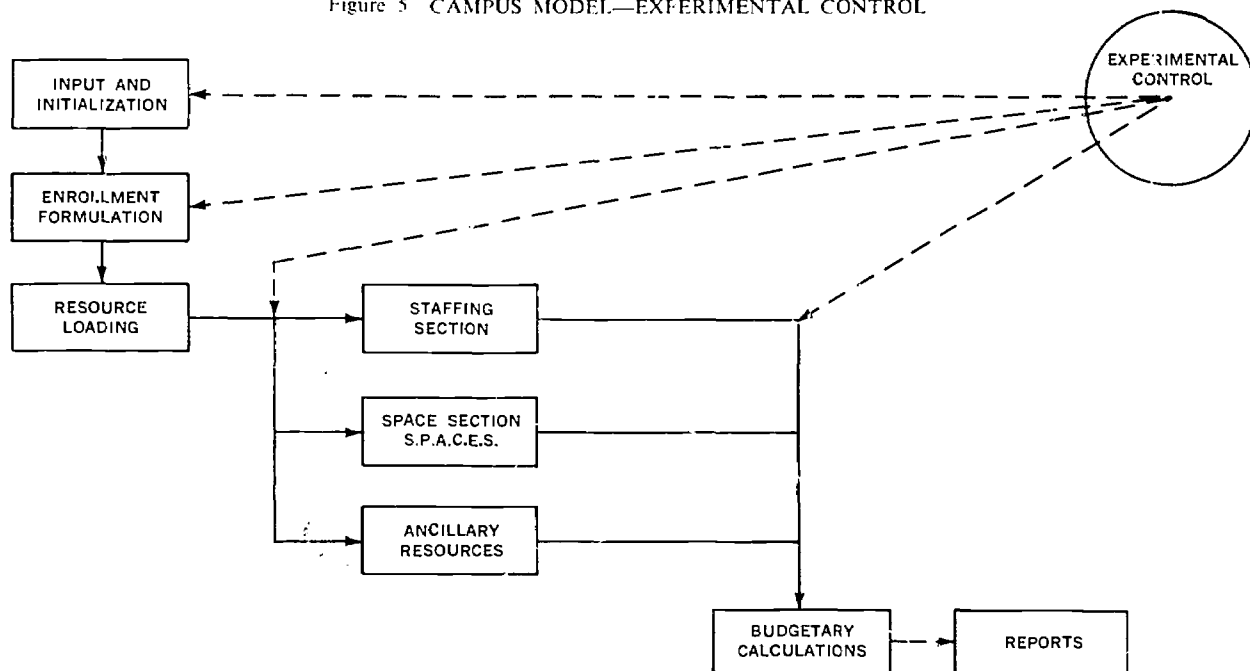 Figure 5 CAMPUS MODEL—EXPERIMENTAL CONTROL
EXPERIMENTAL
CONTROL
INPUT AND
INITIALIZATION
ENROLLMENT
FORMULATION
RESOURCE
LOADING
STAFFING
SECTION
SPACE SECTION
S.P.A.C.E.S.
ANCILLARY
RESOURCES
BUDGETARY
CALCULATIONS
REPORTS